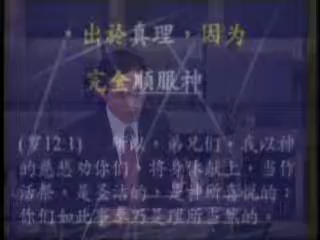 ，出於真理，因为
完全顺服神
(罗12:1)　所以，弟兄们，我以神
的慈悲劝你们，将身体献上，当作
活祭，是圣洁的，是神所喜悦的；
你们如此事奉乃是理所当然的。